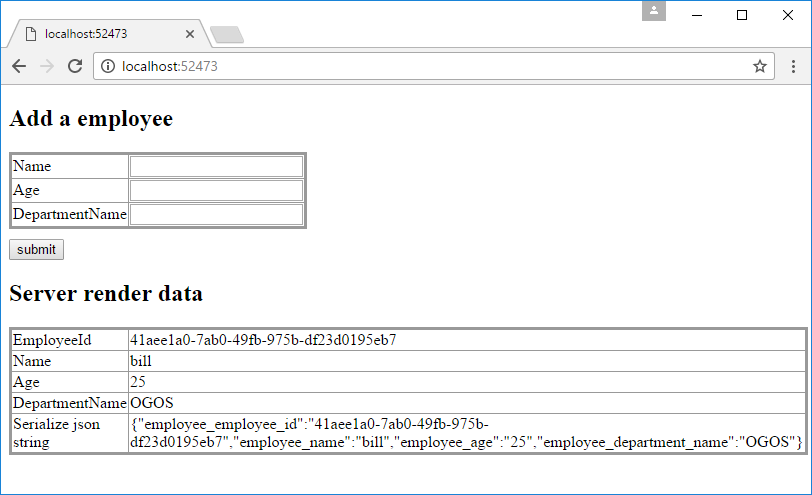 localhost:52473
localhost:52473
Add a employee
Name
Age
DepartmentName
submit
Server render data
EmployeeId 41aee1a0-7ab0-49fb-975b-df23d0195eb7
Name bill
Age 25
DepartmentName OGOS
Serialize json string {"employee_employee_id":"41aee1a0-7ab0-49fb-975b-
df23d0195eb7","employee_name":"bill","employee_age":"25","employee_department_name":"OGOS"}